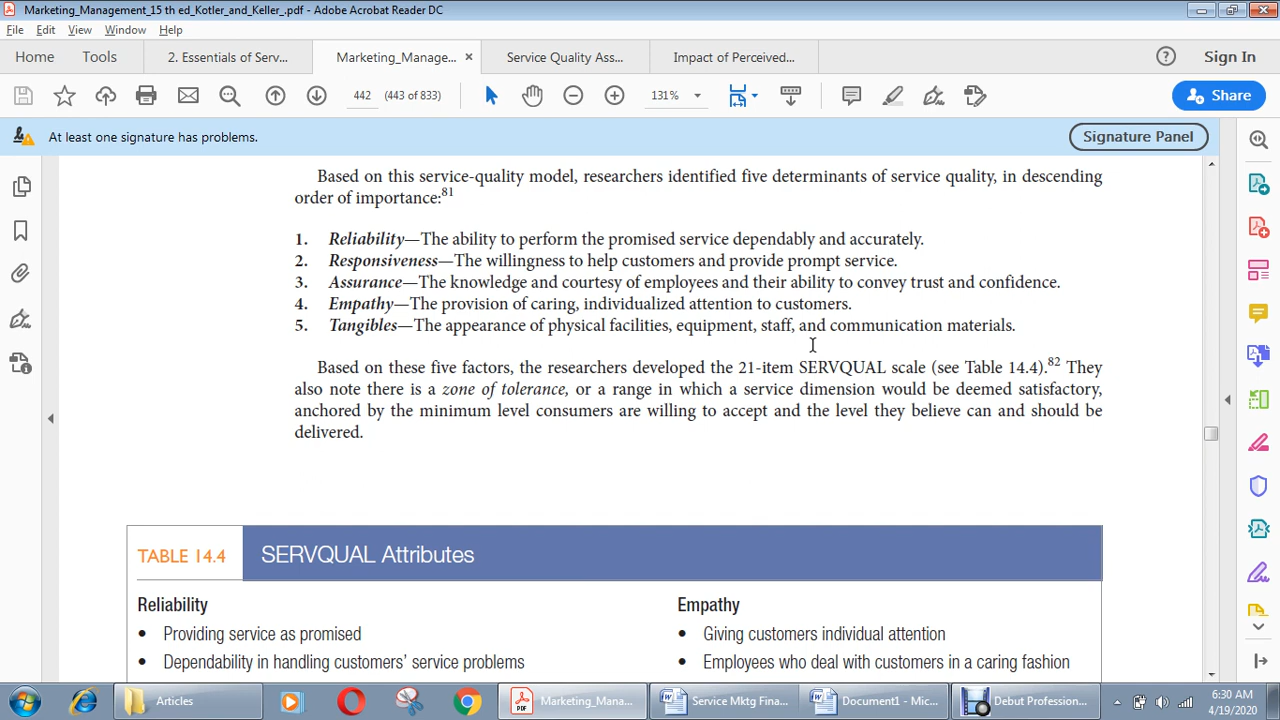 Marketing_Management_15 th ed_Kotler_and_Keller_.pdf - Adobe Acrobat Reader DC
File Edit View Window Help
Home Tools 2. Essentials of Serv... Marketing_Manage... × Service Quality Ass... Impact of Perceived... Sign In
442 (443 of 833) 131% Share
At least one signature has problems. Signature Panel
Based on this service-quality model, researchers identified five determinants of service quality, in descending
order of importance:81
1. Reliability—The ability to perform the promised service dependably and accurately.
2. Responsiveness—The willingness to help customers and provide prompt service.
3. Assurance—The knowledge and courtesy of employees and their ability to convey trust and confidence.
4. Empathy—The provision of caring, individualized attention to customers.
5. Tangibles—The appearance of physical facilities, equipment, staff, and communication materials.
Based on these five factors, the researchers developed the 21-item SERVQUAL scale (see Table 14.4).82 They
also note there is a zone of tolerance, or a range in which a service dimension would be deemed satisfactory,
anchored by the minimum level consumers are willing to accept and the level they believe can and should be
delivered.
TABLE 14.4 SERVQUAL Attributes
Reliability
• Providing service as promised
• Dependability in handling customers' service problems
Empathy
• Giving customers individual attention
• Employees who deal with customers in a caring fashion
Articles Marketing_Mana... Service Mktg Fina... Document1 - Mic... Debut Profession... 6:30 AM
4/19/2020